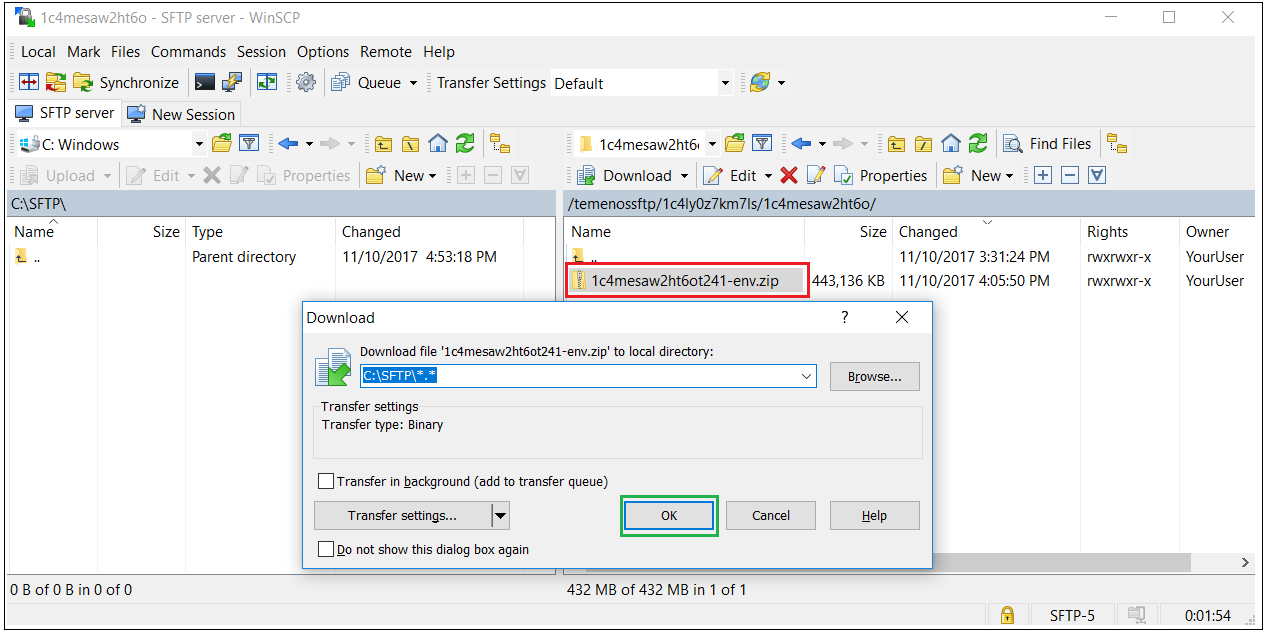 1c4mesaw2ht6o - SFTP server - WinSCP
Local Mark Files Commands Session Options Remote Help
Synchronize Queue Transfer Settings Default
SFTP server New Session
C: Windows 1c4mesaw2ht6 Find Files
Upload Edit Properties New Download Edit Properties New
C:\SFTP\ /temenossftp/1c4ly0z7km7ls/1c4mesaw2ht6o/
Name Size Type Changed Name Size Changed Rights Owner
.. Parent directory 11/10/2017 4:53:18 PM .. 11/10/2017 3:31:24 PM rwxrwxr-x YourUser
1c4mesaw2ht6ot241-env.zip 443,136 KB 11/10/2017 4:05:50 PM rwxrwxr-x YourUser
Download ?
Download file '1c4mesaw2ht6ot241-env.zip' to local directory:
C:\SFTP\*.* Browse...
Transfer settings
Transfer type: Binary
Transfer in background (add to transfer queue)
Transfer settings... OK Cancel Help
Do not show this dialog box again
0 B of 0 B in 0 of 0 432 MB of 432 MB in 1 of 1
SFTP-5 0:01:54